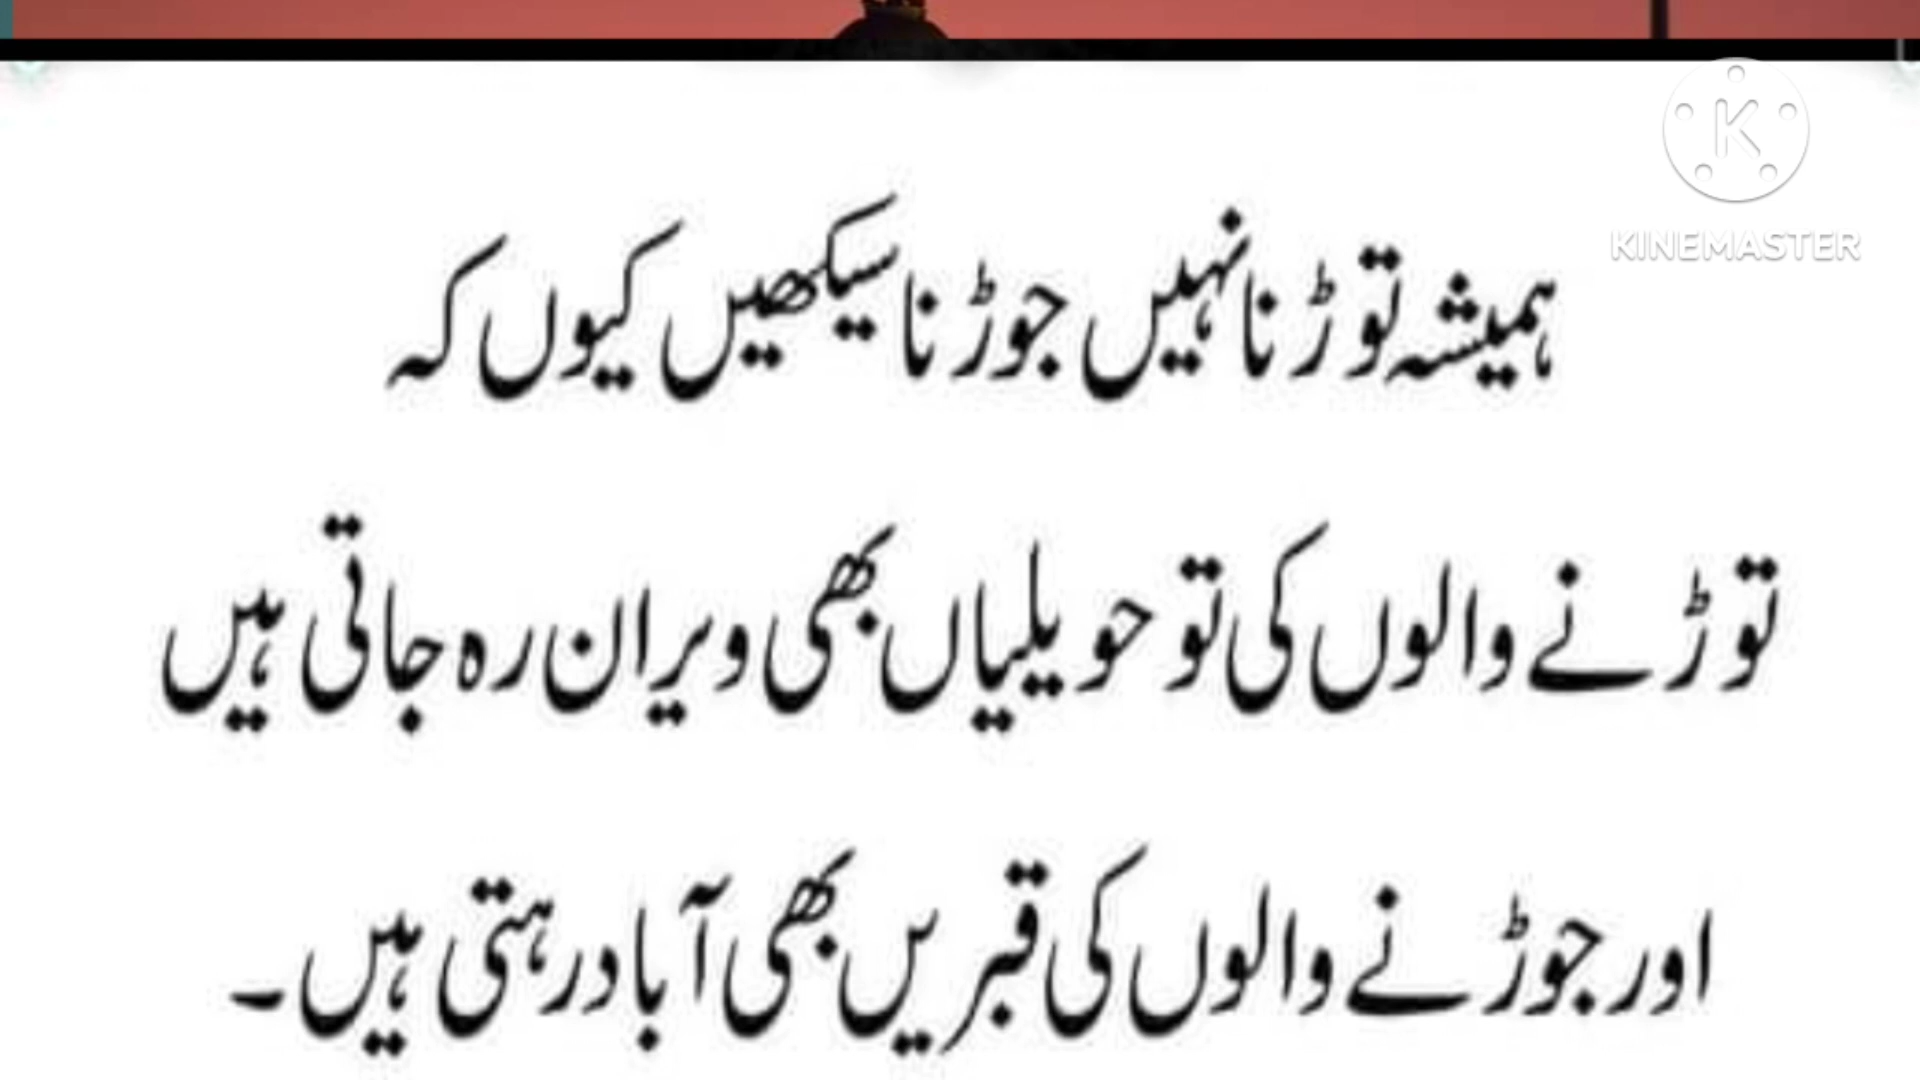 KINEMASTER
ہمیشہ توڑنا نہیں جوڑنا سیکھیں کیوں کہ
توڑنے والوں کی تو حویلیاں بھی ویران رہ جاتی ہیں
اور جوڑنے والوں کی قبریں بھی آباد رہتی ہیں۔